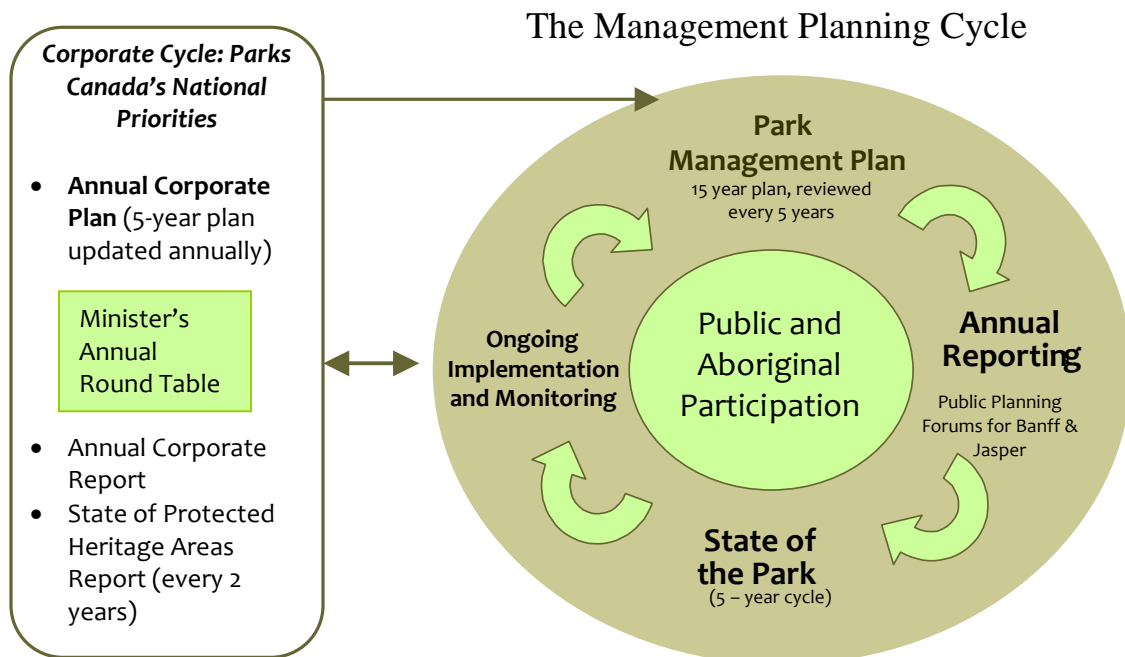 The Management Planning Cycle
Corporate Cycle: Parks
Canada’s National
Priorities
• Annual Corporate
Plan (5-year plan
updated annually)
Minister’s
Annual
Round Table
• Annual Corporate
Report
• State of Protected
Heritage Areas
Report (every 2
years)
Park
Management Plan
15 year plan, reviewed
every 5 years
Annual
Reporting
Public Planning
Forums for Banff &
Jasper
State of
the Park
(5 – year cycle)
Ongoing
Implementation
and Monitoring
Public and
Aboriginal
Participation